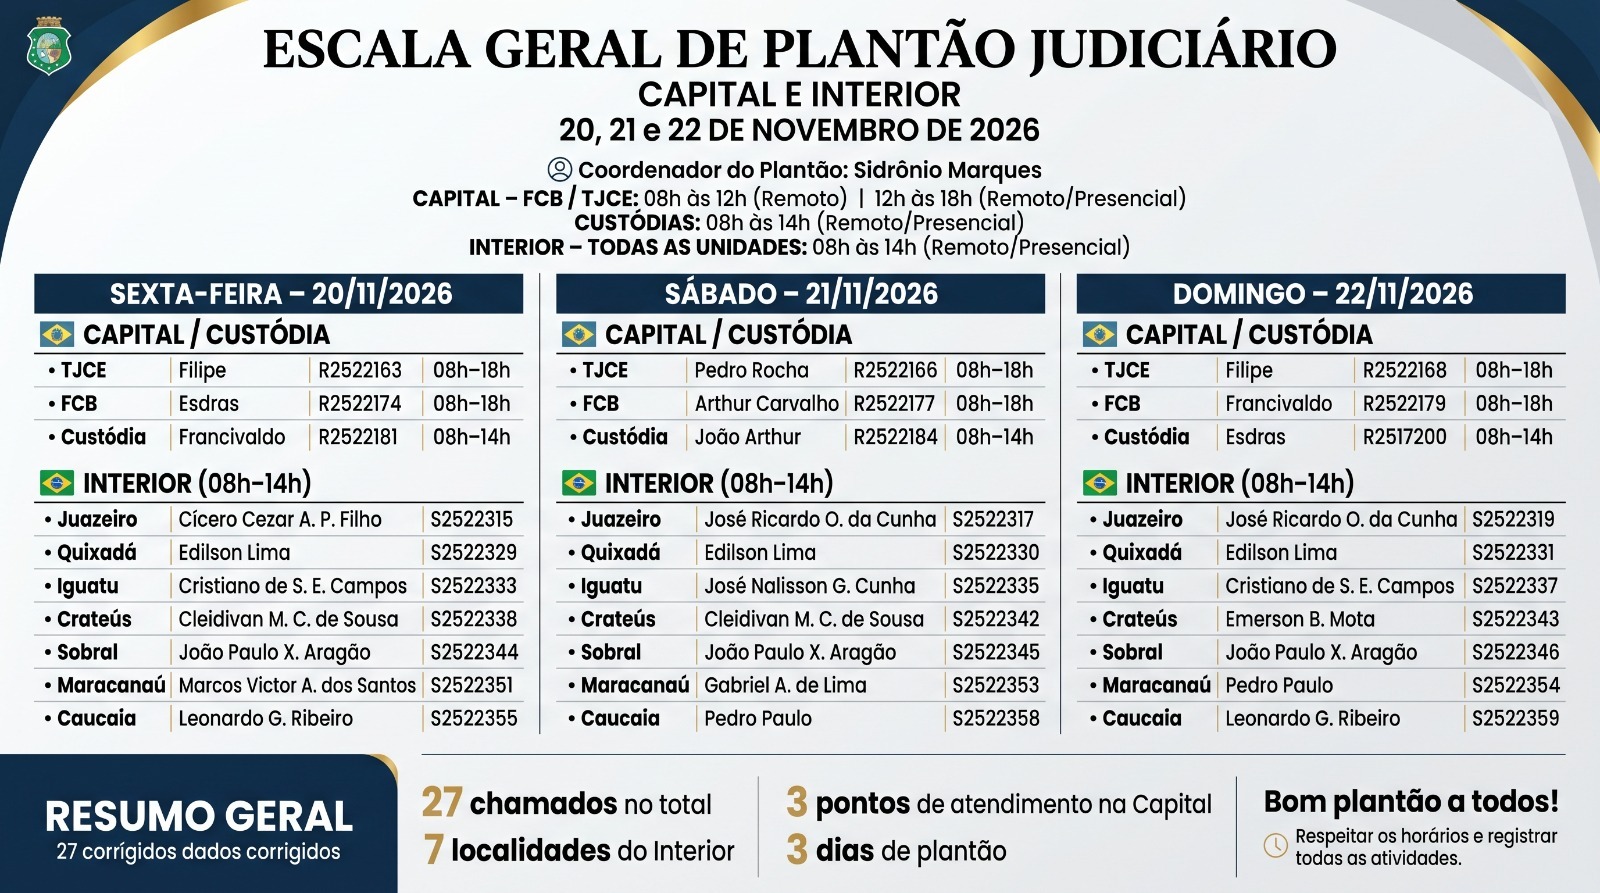 ESCALA GERAL DE PLANTÃO JUDICIÁRIO
CAPITAL E INTERIOR
20, 21 e 22 DE NOVEMBRO DE 2026
Coordenador do Plantão: Sidrônio Marques
CAPITAL – FCB / TJCE: 08h às 12h (Remoto) | 12h às 18h (Remoto/Presencial)
CUSTÓDIAS: 08h às 14h (Remoto/Presencial)
INTERIOR – TODAS AS UNIDADES: 08h às 14h (Remoto/Presencial)
SEXTA-FEIRA – 20/11/2026
CAPITAL / CUSTÓDIA
• TJCE Filipe R2522163 08h–18h
• FCB Esdras R2522174 08h–18h
• Custódia Francivaldo R2522181 08h–14h
INTERIOR (08h–14h)
• Juazeiro Cícero Cezar A. P. Filho S2522315
• Quixadá Edilson Lima S2522329
• Iguatu Cristiano de S. E. Campos S2522333
• Crateús Cleidivan M. C. de Sousa S2522338
• Sobral João Paulo X. Aragão S2522344
• Maracanaú Marcos Victor A. dos Santos S2522351
• Caucaia Leonardo G. Ribeiro S2522355
SÁBADO – 21/11/2026
CAPITAL / CUSTÓDIA
• TJCE Pedro Rocha R2522166 08h–18h
• FCB Arthur Carvalho R2522177 08h–18h
• Custódia João Arthur R2522184 08h–14h
INTERIOR (08h–14h)
• Juazeiro José Ricardo O. da Cunha S2522317
• Quixadá Edilson Lima S2522330
• Iguatu José Nalisson G. Cunha S2522335
• Crateús Cleidivan M. C. de Sousa S2522342
• Sobral João Paulo X. Aragão S2522345
• Maracanaú Gabriel A. de Lima S2522353
• Caucaia Pedro Paulo S2522358
DOMINGO – 22/11/2026
CAPITAL / CUSTÓDIA
• TJCE Filipe R2522168 08h–18h
• FCB Francivaldo R2522179 08h–18h
• Custódia Esdras R2517200 08h–14h
INTERIOR (08h–14h)
• Juazeiro José Ricardo O. da Cunha S2522319
• Quixadá Edilson Lima S2522331
• Iguatu Cristiano de S. E. Campos S2522337
• Crateús Emerson B. Mota S2522343
• Sobral João Paulo X. Aragão S2522346
• Maracanaú Pedro Paulo S2522354
• Caucaia Leonardo G. Ribeiro S2522359
RESUMO GERAL
27 corrígidos dados corrigidos
27 chamados no total
7 localidades do Interior
3 pontos de atendimento na Capital
3 dias de plantão
Bom plantão a todos!
Respeitar os horários e registrar
todas as atividades.